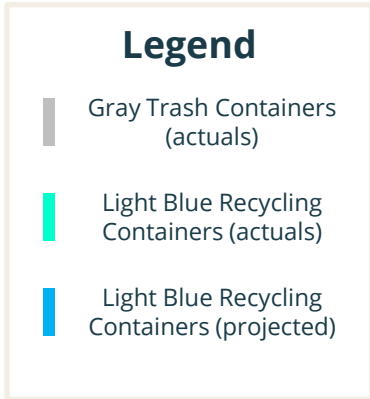 Legend
Gray Trash Containers
(actuals)
Light Blue Recycling
Containers (actuals)
Light Blue Recycling
Containers (projected)